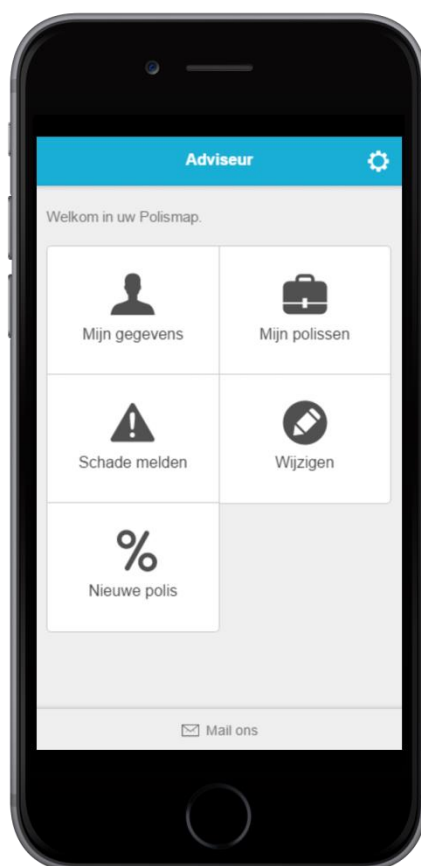 Adviseur
Welkom in uw Polismap.
Mijn gegevens
Mijn polissen
Schade melden
Wijzigen
%
Nieuwe polis
Mail ons